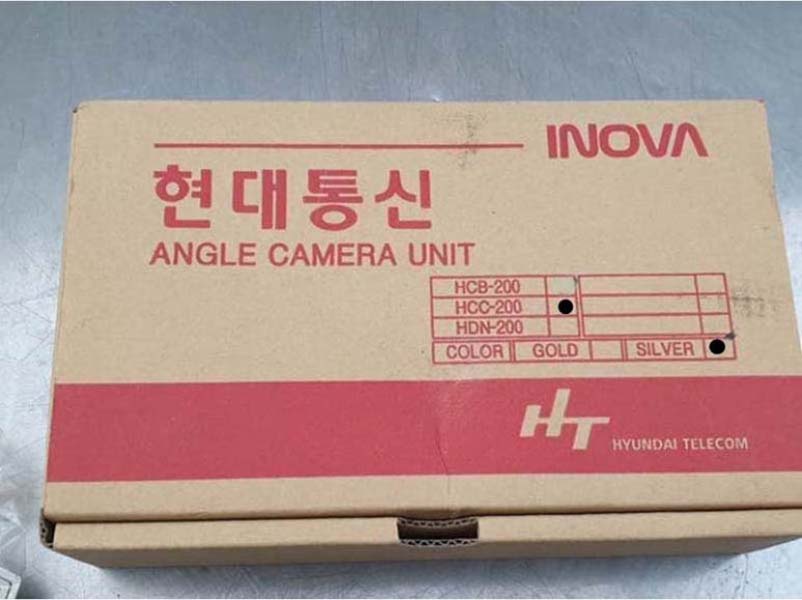 INOVA
현대통신
ANGLE CAMERA UNIT
HCB-200
HCC-200
HDN-200
COLOR GOLD SILVER
HT
HYUNDAI TELECOM